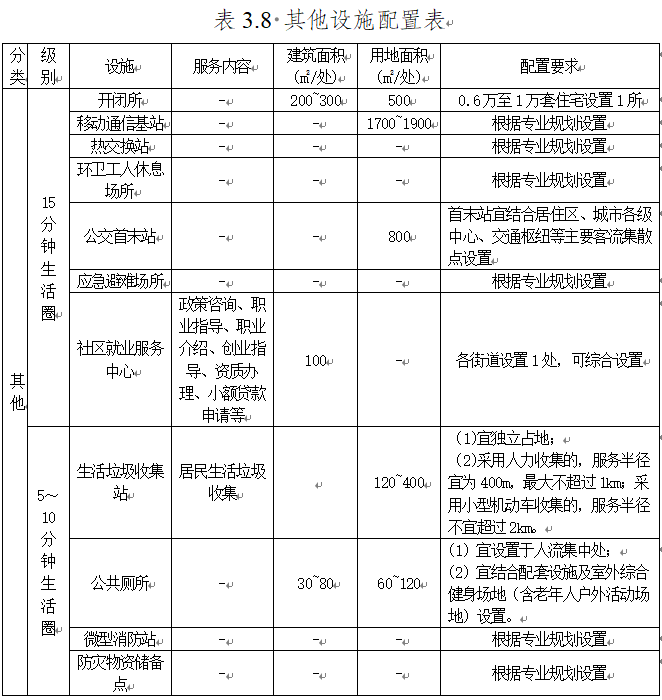 表 3.8 其他设施配置表
分类 级别 设施 服务内容 建筑面积(㎡/处) 用地面积(㎡/处) 配置要求
其他
15分钟生活圈
开闭所 - 200~300 500 0.6万至1万套住宅设置1所
移动通信基站 - - 1700~1900 根据专业规划设置
热交换站 - - - 根据专业规划设置
环卫工人休息
场所
- - - 根据专业规划设置
公交首末站 - - 800
首末站宜结合居住区、城市各级
中心、交通枢纽等主要客流集散
点设置
应急避难场所 - - - 根据专业规划设置
社区就业服务
中心
政策咨询、职
业指导、职业
介绍、创业指
导、资质办
理、小额贷款
申请等
100 - 各街道设置1处，可综合设置
5～10分钟生活圈
生活垃圾收集
站
居民生活垃圾
收集
120~400
(1)宜独立占地；
(2)采用人力收集的，服务半径
宜为400m，最大不超过1km；采
用小型机动车收集的，服务半径
不宜超过2km。
公共厕所 - 30~80 60~120
(1) 宜设置于人流集中处；
(2) 宜结合配套设施及室外综合
健身场地（含老年人户外活动场
地）设置。
微型消防站 - - - 根据专业规划设置
防灾物资储备
点
- - - 根据专业规划设置